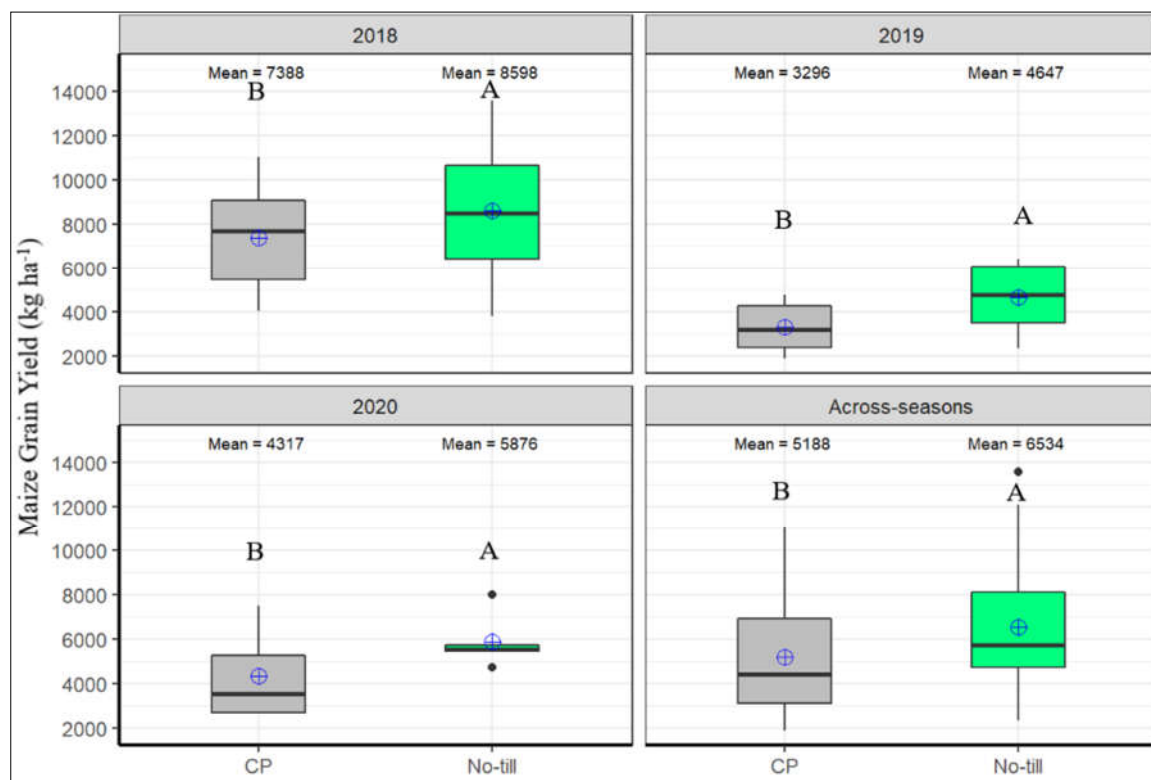 Maize Grain Yield (kg ha⁻¹)
2018
Mean = 7388 Mean = 8598
B A
14000
12000
10000
8000
6000
4000
2000
2019
Mean = 3296 Mean = 4647
B A
2020
Mean = 4317 Mean = 5876
B A
14000
12000
10000
8000
6000
4000
2000
CP No-till
Across-seasons
Mean = 5188 Mean = 6534
B A
CP No-till